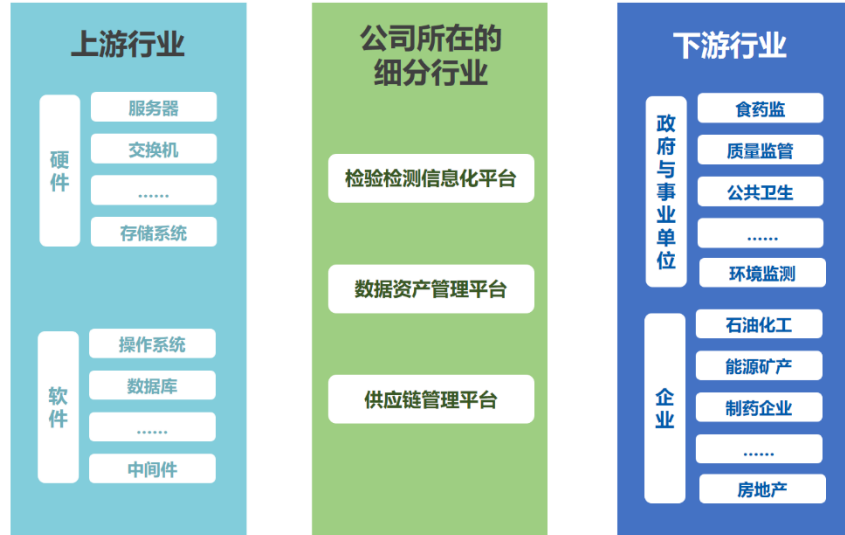 上游行业
硬件
服务器
交换机
......
存储系统
软件
操作系统
数据库
......
中间件
公司所在的
细分行业
检验检测信息化平台
数据资产管理平台
供应链管理平台
下游行业
政府与事业单位
食药监
质量监管
公共卫生
......
环境监测
企业
石油化工
能源矿产
制药企业
......
房地产